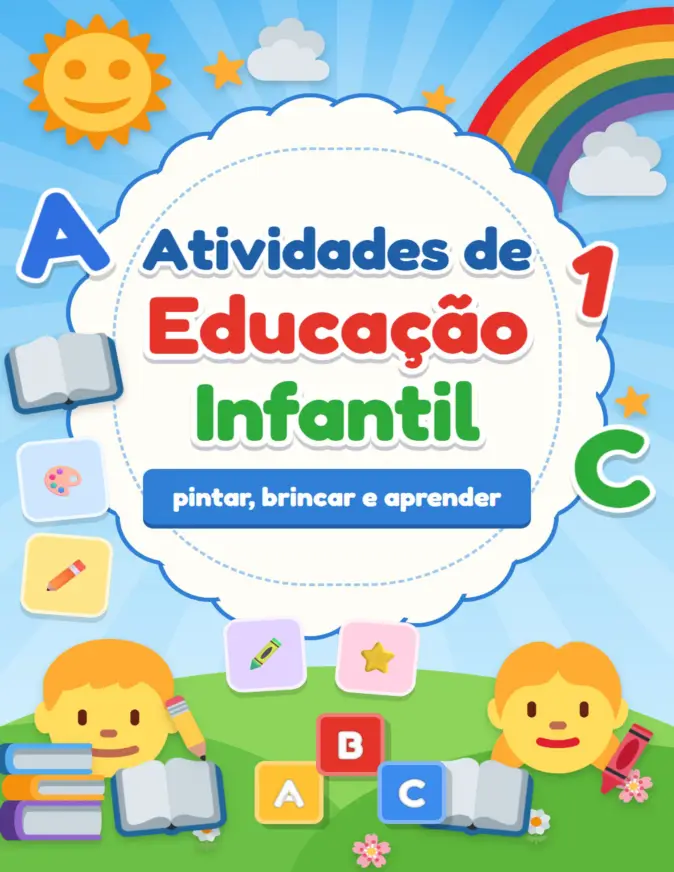 A
1
Atividades de
Educação
Infantil
C
pintar, brincar e aprender
B
A
C